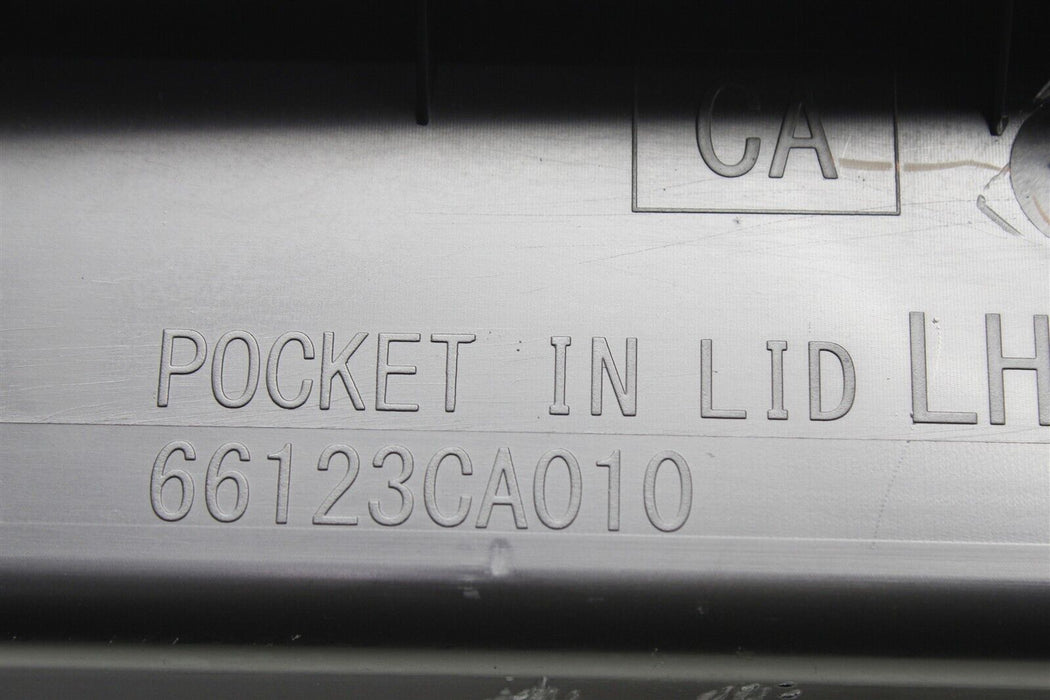 CA
POCKET IN LID LH
66123CA010